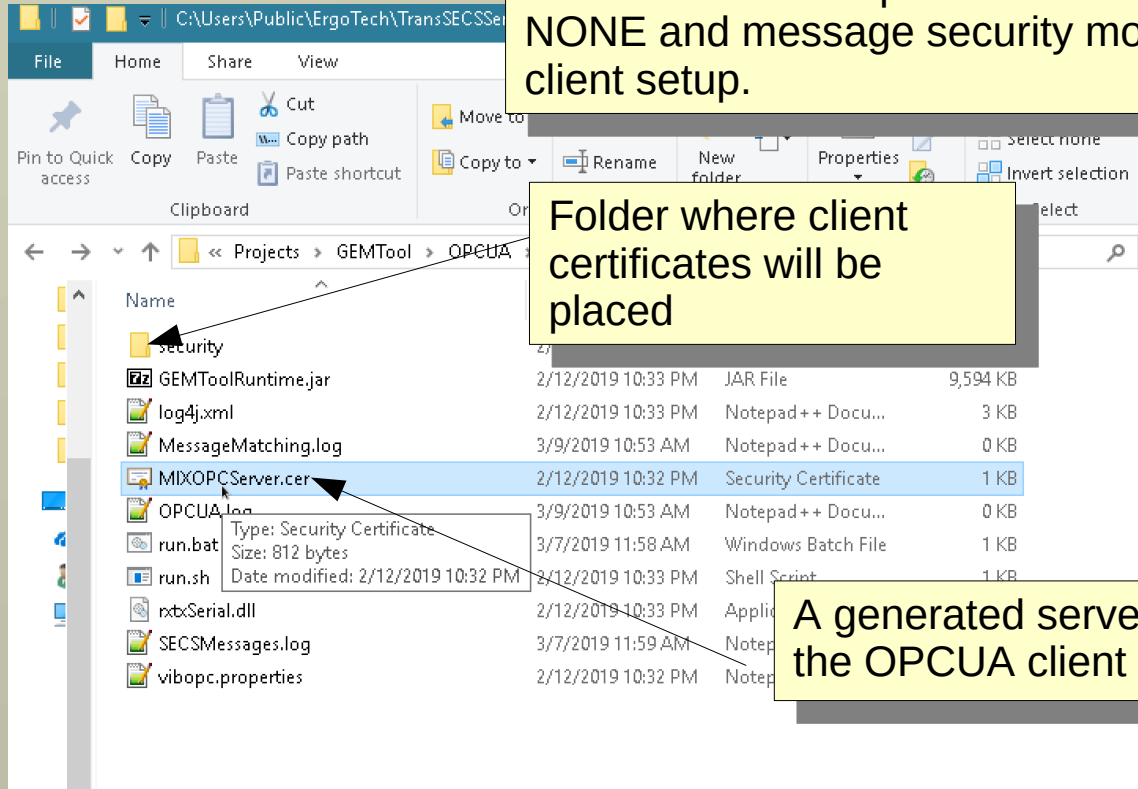 C:\Users\Public\ErgoTech\TransSECSSer
NONE and message security mo
client setup.
File Home Share View
Pin to Quick access
Copy
Paste
Cut
Copy path
Paste shortcut
Move to
Copy to
Rename
New folder
Properties
Select none
Invert selection
Clipboard
Or
elect
« Projects > GEMTool > OPCUA >
Folder where client
certificates will be
placed
Name
security
GEMToolRuntime.jar 2/12/2019 10:33 PM JAR File 9,594 KB
log4j.xml 2/12/2019 10:33 PM Notepad++ Docu... 3 KB
MessageMatching.log 3/9/2019 10:53 AM Notepad++ Docu... 0 KB
MIXOPCServer.cer 2/12/2019 10:32 PM Security Certificate 1 KB
OPCUA.log 3/9/2019 10:53 AM Notepad++ Docu... 0 KB
run.bat 3/7/2019 11:58 AM Windows Batch File 1 KB
run.sh 2/12/2019 10:33 PM Shell Script 1 KB
rxtxSerial.dll 2/12/2019 10:33 PM Applic
SECSMessages.log 3/7/2019 11:59 AM Notep
vibopc.properties 2/12/2019 10:32 PM Notep
Type: Security Certificate
Size: 812 bytes
Date modified: 2/12/2019 10:32 PM
A generated serve
the OPCUA client